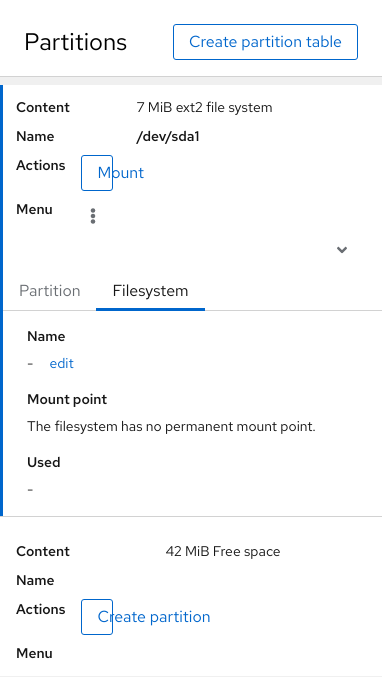 Partitions
Create partition table
Content 7 MiB ext2 file system
Name /dev/sda1
Actions Mount
Menu
Partition Filesystem
Name
- edit
Mount point
The filesystem has no permanent mount point.
Used
-
Content 42 MiB Free space
Name
Actions Create partition
Menu